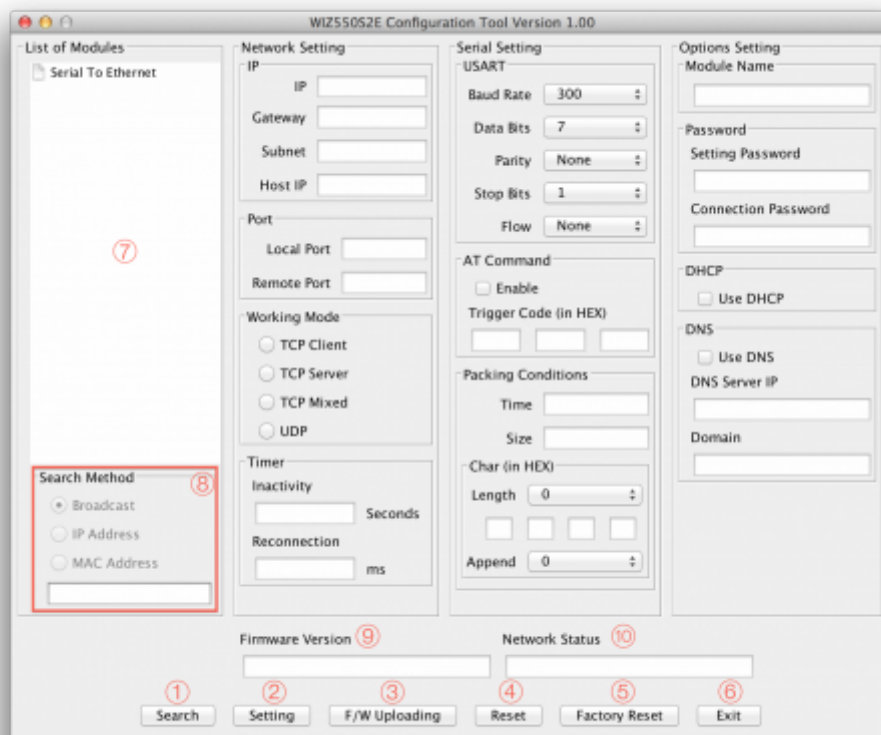 WIZ550S2E Configuration Tool Version 1.00
List of Modules
Serial To Ethernet
⑦
Search Method ⑧
Broadcast
IP Address
MAC Address
Network Setting
IP
IP
Gateway
Subnet
Host IP
Port
Local Port
Remote Port
Working Mode
TCP Client
TCP Server
TCP Mixed
UDP
Timer
Inactivity
Seconds
Reconnection
ms
Serial Setting
USART
Baud Rate 300
Data Bits 7
Parity None
Stop Bits 1
Flow None
AT Command
Enable
Trigger Code (in HEX)
Packing Conditions
Time
Size
Char (in HEX)
Length 0
Append 0
Options Setting
Module Name
Password
Setting Password
Connection Password
DHCP
Use DHCP
DNS
Use DNS
DNS Server IP
Domain
Firmware Version ⑨
Network Status ⑩
① ② ③ ④ ⑤ ⑥
Search Setting F/W Uploading Reset Factory Reset Exit